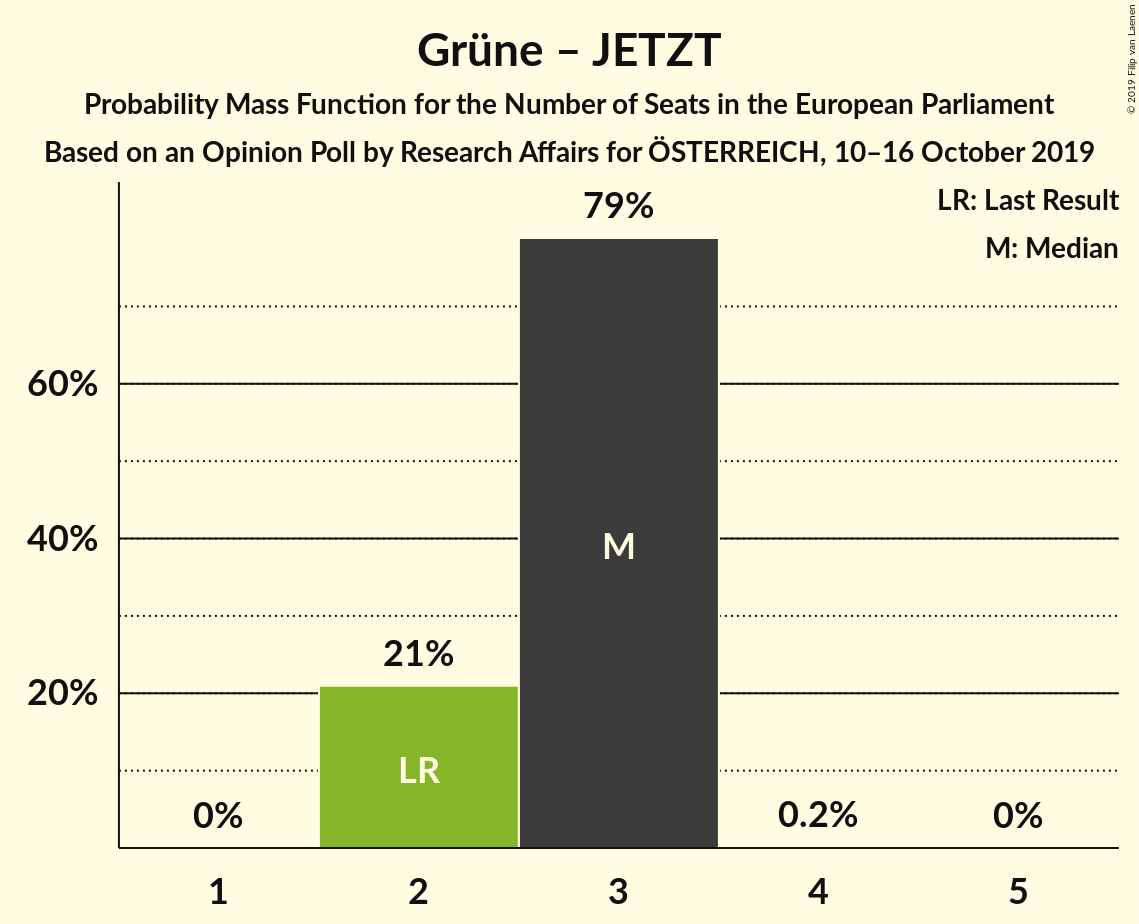 Grüne – JETZT
Probability Mass Function for the Number of Seats in the European Parliament
Based on an Opinion Poll by Research Affairs for ÖSTERREICH, 10–16 October 2019
© 2019 Filip van Laenen
LR: Last Result
M: Median
79%
60%
40%
20%
M
21%
LR
0%
0.2%
0%
1
2
3
4
5